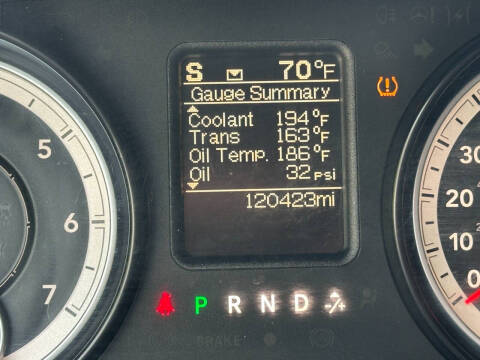 S 70°F
Gauge Summary
Coolant 194°F
Trans 163°F
Oil Temp. 186°F
Oil 32 PSI
120423mi
5
6
7
30
20
10
0
P R N D -/+
BRAKE